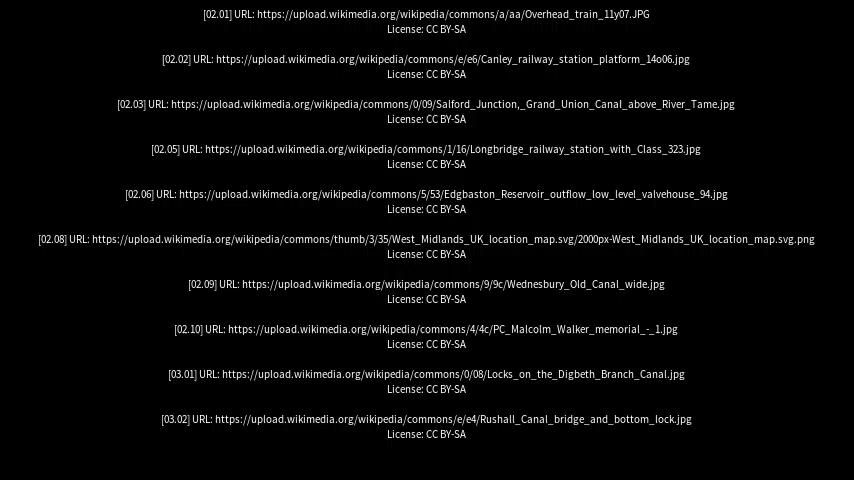 [02.01] URL: https://upload.wikimedia.org/wikipedia/commons/a/aa/Overhead_train_11y07.JPG
License: CC BY-SA
[02.02] URL: https://upload.wikimedia.org/wikipedia/commons/e/e6/Canley_railway_station_platform_14o06.jpg
License: CC BY-SA
[02.03] URL: https://upload.wikimedia.org/wikipedia/commons/0/09/Salford_Junction,_Grand_Union_Canal_above_River_Tame.jpg
License: CC BY-SA
[02.05] URL: https://upload.wikimedia.org/wikipedia/commons/1/16/Longbridge_railway_station_with_Class_323.jpg
License: CC BY-SA
[02.06] URL: https://upload.wikimedia.org/wikipedia/commons/5/53/Edgbaston_Reservoir_outflow_low_level_valvehouse_94.jpg
License: CC BY-SA
[02.08] URL: https://upload.wikimedia.org/wikipedia/commons/thumb/3/35/West_Midlands_UK_location_map.svg/2000px-West_Midlands_UK_location_map.svg.png
License: CC BY-SA
[02.09] URL: https://upload.wikimedia.org/wikipedia/commons/9/9c/Wednesbury_Old_Canal_wide.jpg
License: CC BY-SA
[02.10] URL: https://upload.wikimedia.org/wikipedia/commons/4/4c/PC_Malcolm_Walker_memorial_-_1.jpg
License: CC BY-SA
[03.01] URL: https://upload.wikimedia.org/wikipedia/commons/0/08/Locks_on_the_Digbeth_Branch_Canal.jpg
License: CC BY-SA
[03.02] URL: https://upload.wikimedia.org/wikipedia/commons/e/e4/Rushall_Canal_bridge_and_bottom_lock.jpg
License: CC BY-SA